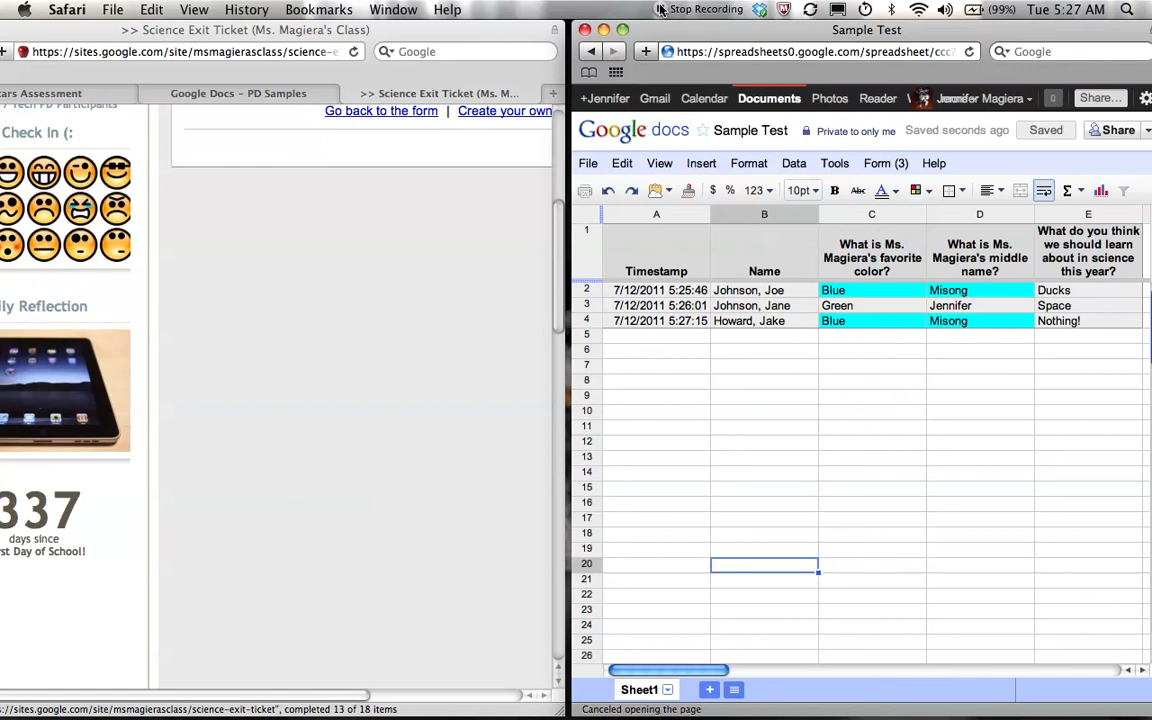 Safari File Edit View History Bookmarks Window Help Stop Recording (99%) Tue 5:27 AM
>> Science Exit Ticket (Ms. Magiera's Class)
https://sites.google.com/site/msmagierasclass/science-e Google
tars Assessment Google Docs – PD Samples >> Science Exit Ticket (Ms. M...
/ Tech PD Participants
Go back to the form | Create your own
Check In (:
ily Reflection
337
days since
rst Day of School!
:://sites.google.com/site/msmagierasclass/science-exit-ticket", completed 13 of 18 items
Sample Test
https://spreadsheets0.google.com/spreadsheet/ccc? Google
+Jennifer Gmail Calendar Documents Photos Reader Jennifer Magiera 0 Share...
Google docs Sample Test Private to only me Saved seconds ago Saved Share
File Edit View Insert Format Data Tools Form (3) Help
$ % 123 10pt B Abc A Σ
A B C D E
1 Timestamp Name What is Ms. Magiera's favorite color? What is Ms. Magiera's middle name? What do you think we should learn about in science this year?
2 7/12/2011 5:25:46 Johnson, Joe Blue Misong Ducks
3 7/12/2011 5:26:01 Johnson, Jane Green Jennifer Space
4 7/12/2011 5:27:15 Howard, Jake Blue Misong Nothing!
5
6
7
8
9
10
11
12
13
14
15
16
17
18
19
20
21
22
23
24
25
26
Sheet1
Canceled opening the page